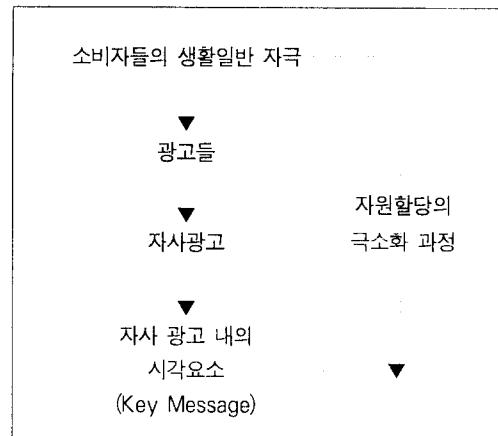 소비자들의 생활일반 자극
▼
광고들
▼
자사광고
자원할당의
극소화 과정
▼
자사 광고 내의
시각요소
(Key Message)
▼